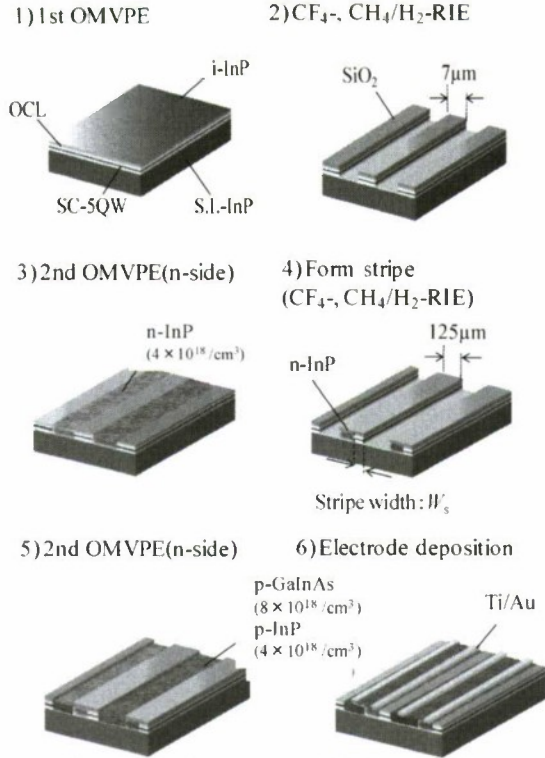 1) 1st OMVPE
2) CF₄-, CH₄/H₂-RIE
i-InP
OCL
SC-5QW
S.I.-InP
SiO₂
7μm
3) 2nd OMVPE(n-side)
4) Form stripe
(CF₄-, CH₄/H₂-RIE)
n-InP
(4 × 10¹⁸/cm³)
125μm
n-InP
Stripe width: Wₛ
5) 2nd OMVPE(n-side)
6) Electrode deposition
p-GaInAs
(8 × 10¹⁸/cm³)
p-InP
(4 × 10¹⁸/cm³)
Ti/Au